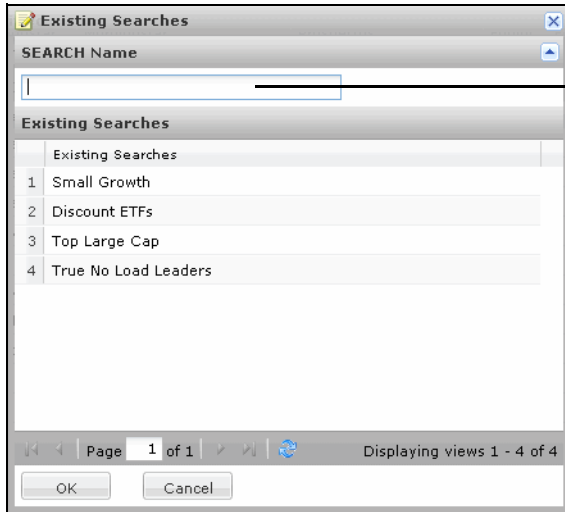 Existing Searches
SEARCH Name
Existing Searches
Existing Searches
1 Small Growth
2 Discount ETFs
3 Top Large Cap
4 True No Load Leaders
Page 1 of 1 Displaying views 1 - 4 of 4
OK Cancel